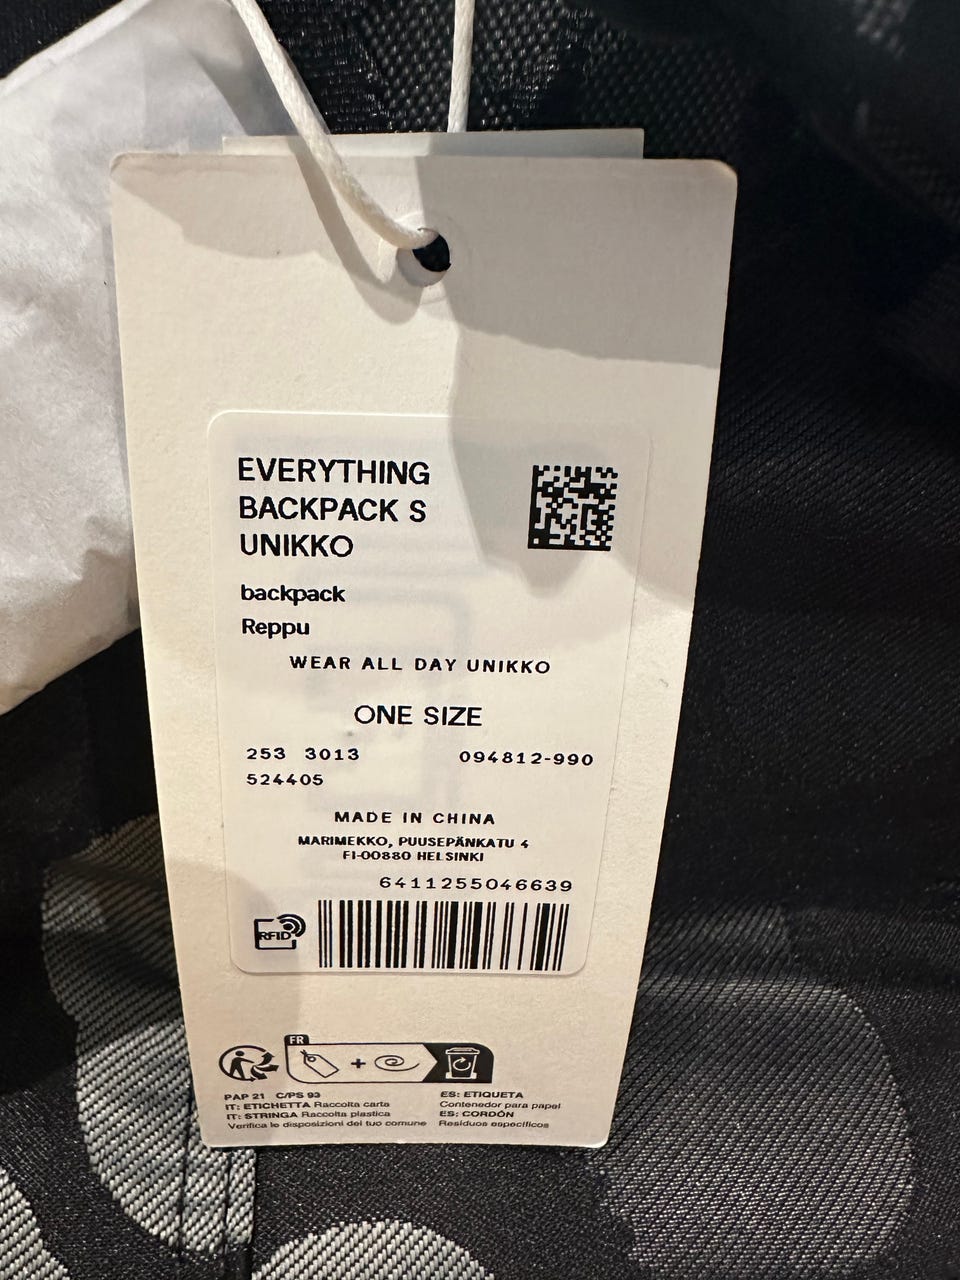 EVERYTHING
BACKPACK S
UNIKKO
backpack
Reppu
WEAR ALL DAY UNIKKO
ONE SIZE
253 3013 094812-990
524405
MADE IN CHINA
MARIMEKKO, PUUSEPÄNKATU 4
FI-00880 HELSINKI
6411255046639
RFID
FR
PAP 21 C/PS 93
IT: ETICHETTA Raccolta carta
IT: STRINGA Raccolta plastica
Verifica le disposizioni del tuo comune
ES: ETIQUETA
Contenedor para papel
ES: CORDÓN
Residuos específicos